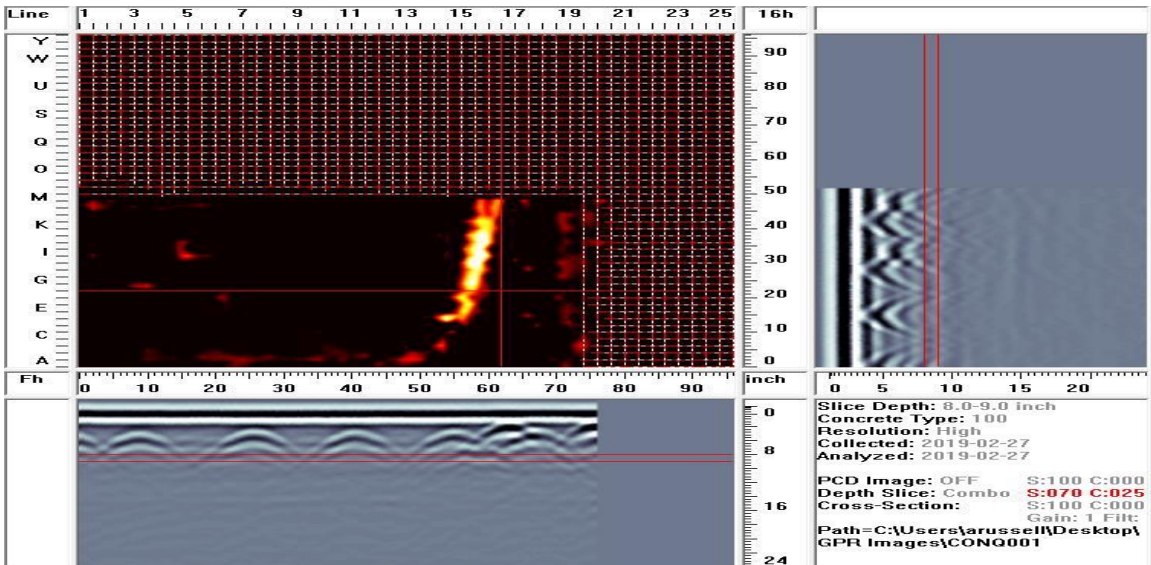 Line 1 3 5 7 9 11 13 15 17 19 21 23 25 16h
Y
W
U
S
Q
O
M
K
I
G
E
C
A
90
80
70
60
50
40
30
20
10
0
Fh 0 10 20 30 40 50 60 70 80 90 inch 0 5 10 15 20
0
8
16
24
Slice Depth: 8.0-9.0 inch
Concrete Type: 100
Resolution: High
Collected: 2019-02-27
Analyzed: 2019-02-27
PCD Image: OFF S:100 C:000
Depth Slice: Combo S:070 C:025
Cross-Section: S:100 C:000
Gain: 1 Filt:
Path=C:\Users\arussell\Desktop\
GPR Images\CONQ001